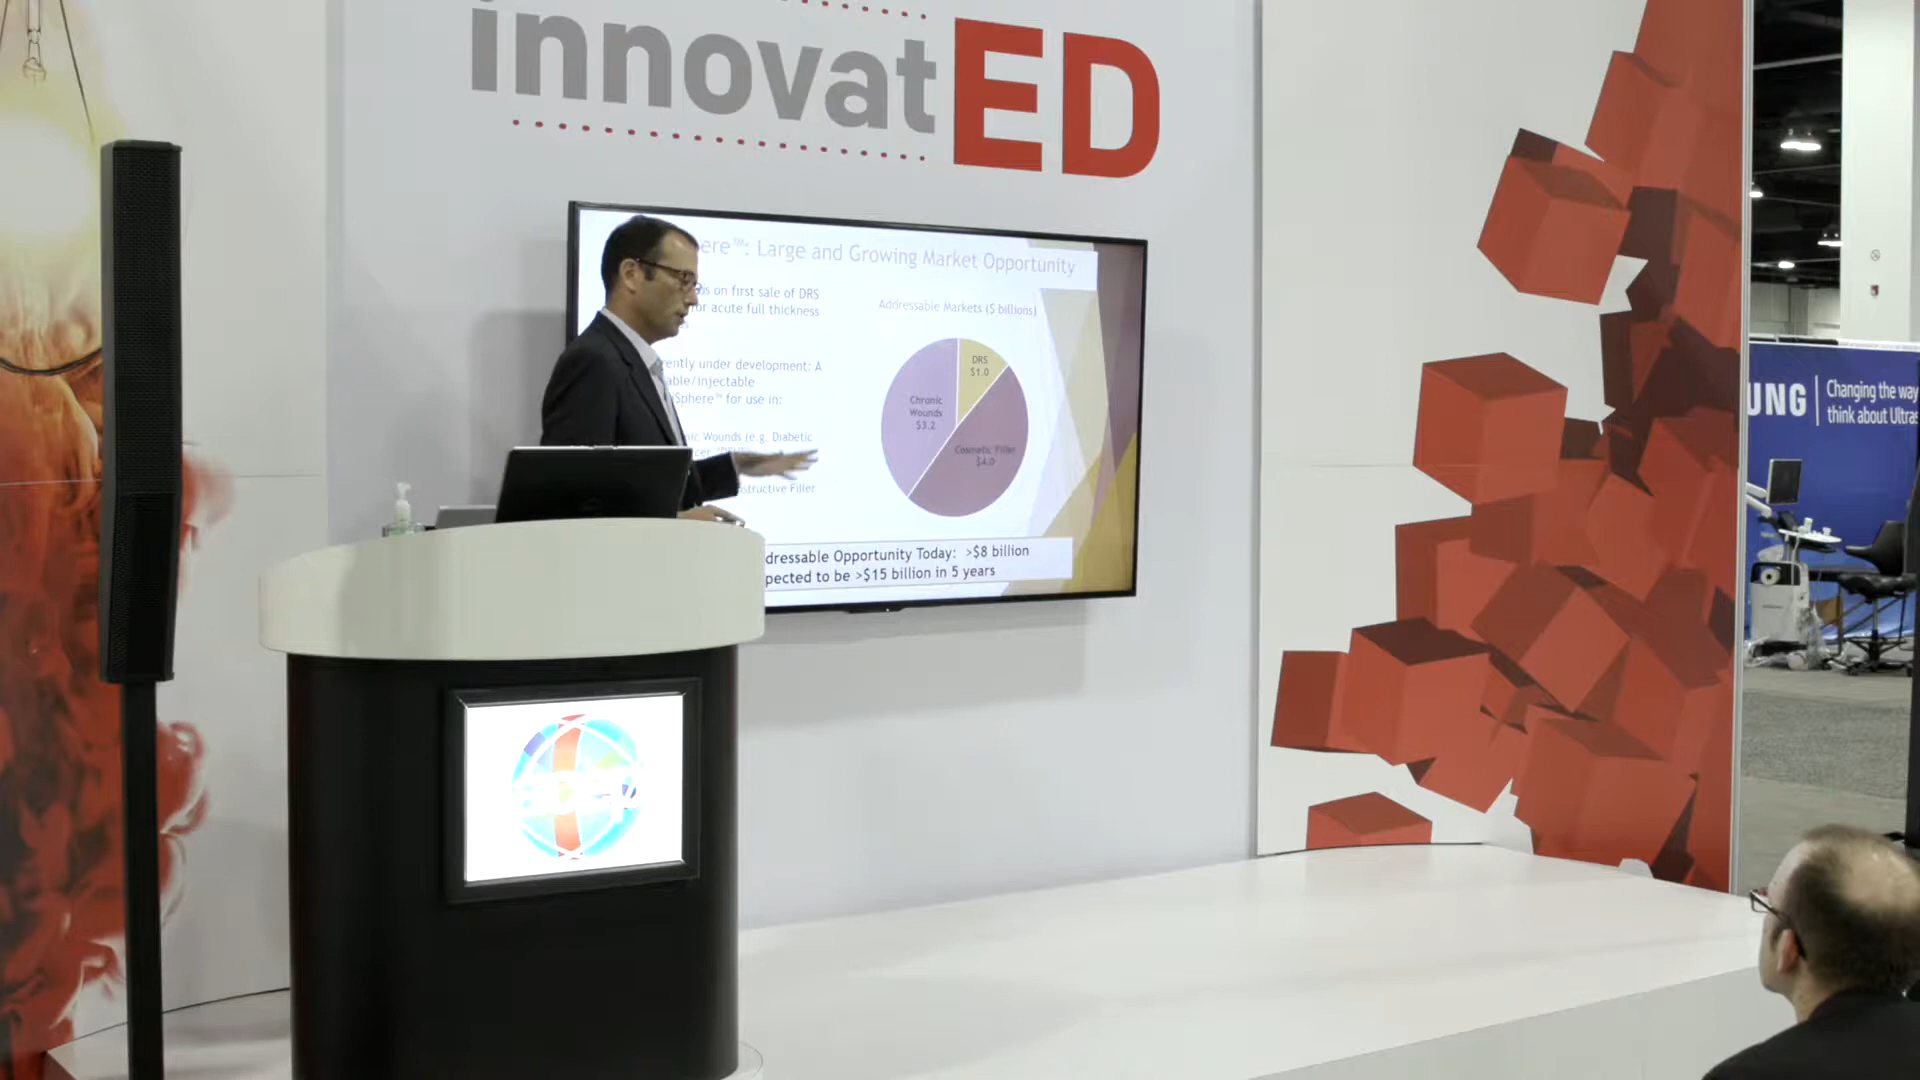 innovatED
ere™: Large and Growing Market Opportunity
on first sale of DRS
for acute full thickness
Addressable Markets ($ billions)
ently under development: A
able/injectable
Sphere™ for use in:
DRS
$1.0
Chronic
Wounds
$3.2
Cosmetic Filler
$4.0
nic Wounds (e.g. Diabetic
structive Filler
dressable Opportunity Today: >$8 billion
pected to be >$15 billion in 5 years
UNG
Changing the way
think about Ultras